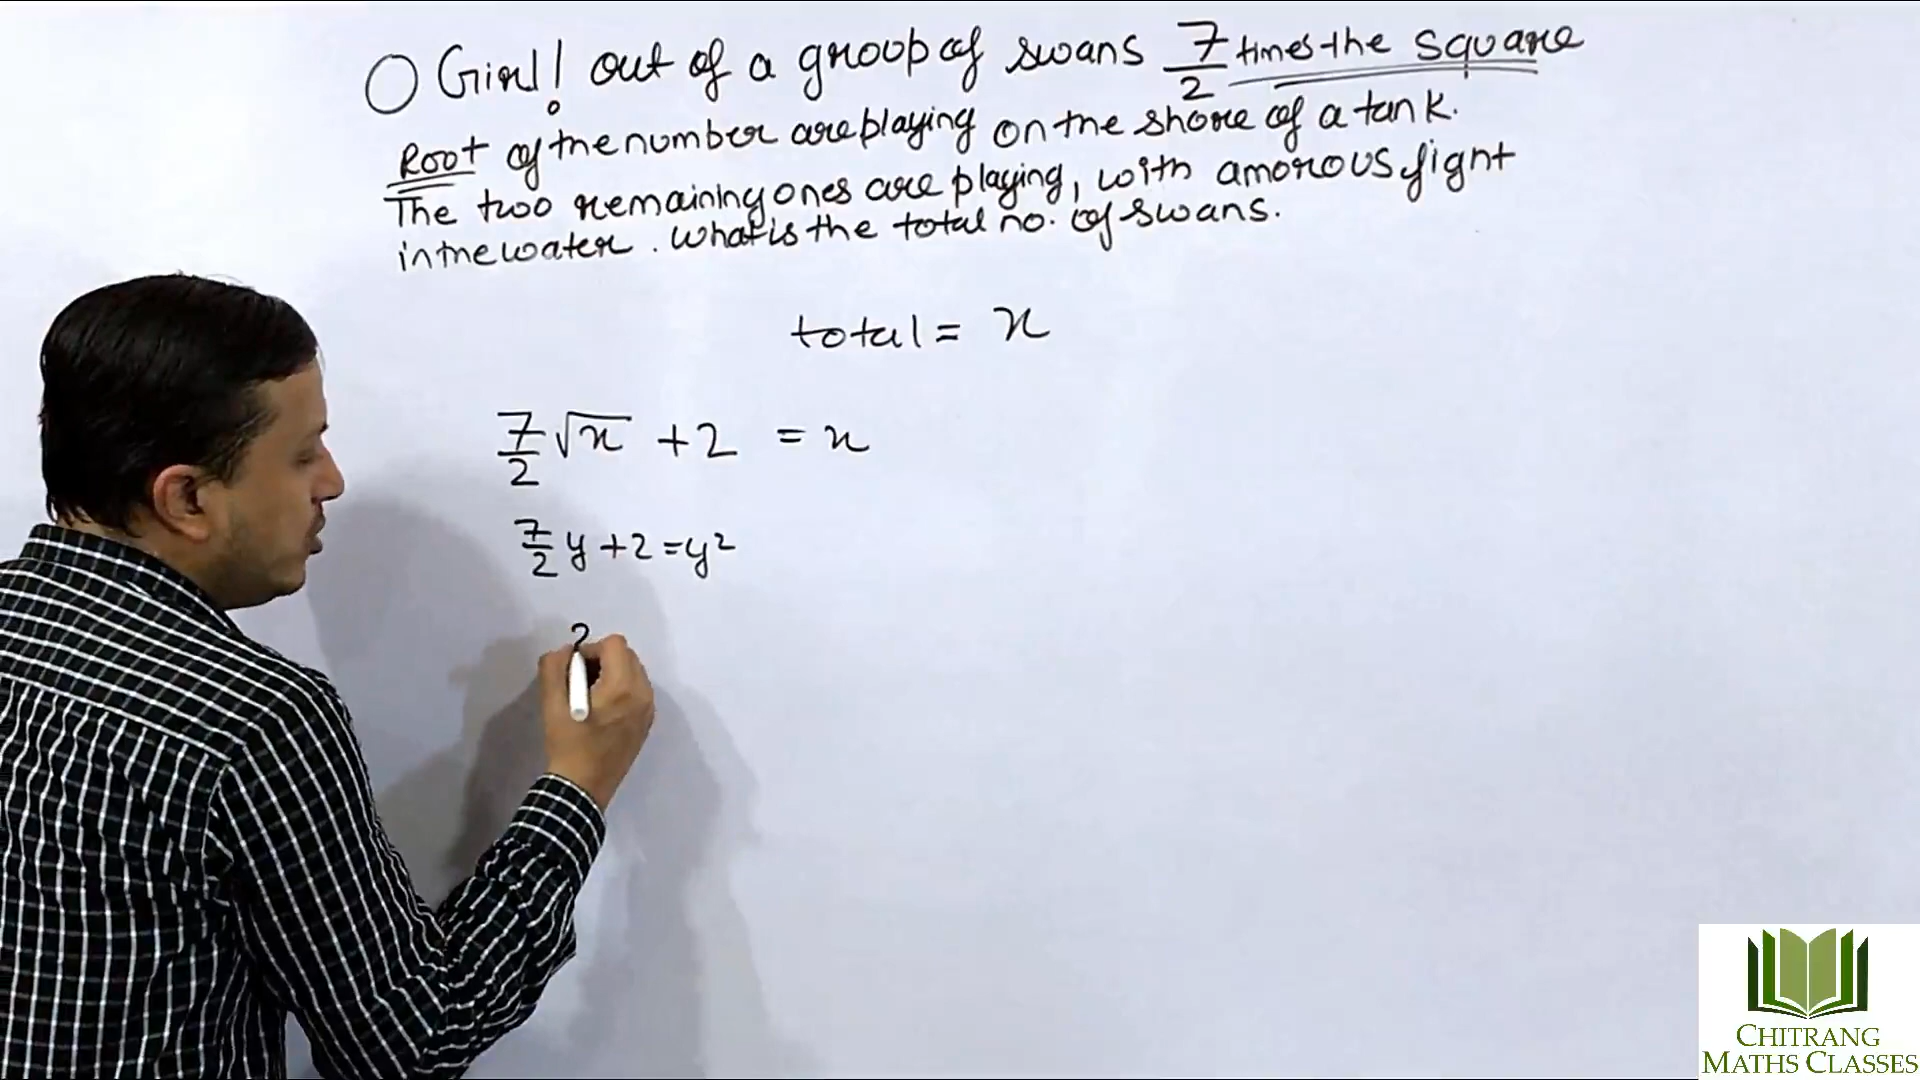 Girl! out of a group of swans 7/2 times the square
Root of the number are playing on the shore of a tank.
The two remaining ones are playing, with amorous fight
in the water. What is the total no. of swans.
total = x
7/2 √x + 2 = x
7/2 y + 2 = y²
2
CHITRANG
MATHS CLASSES